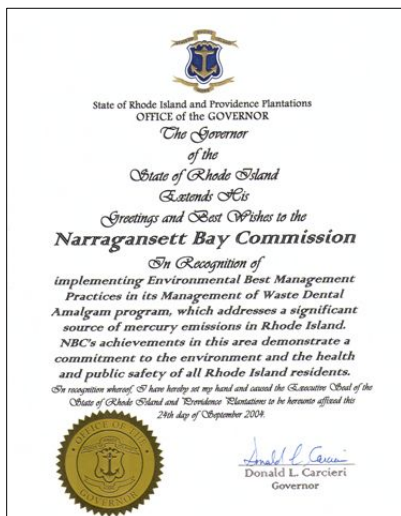 State of Rhode Island and Providence Plantations
OFFICE of the GOVERNOR
The Governor
of the
State of Rhode Island
Extends His
Greetings and Best Wishes to the
Narragansett Bay Commission
In Recognition of
implementing Environmental Best Management
Practices in its Management of Waste Dental
Amalgam program, which addresses a significant
source of mercury emissions in Rhode Island.
NBC's achievements in this area demonstrate a
commitment to the environment and the health
and public safety of all Rhode Island residents.
In recognition whereof, I have hereby set my hand and caused the Executive Seal of the
State of Rhode Island and Providence Plantations to be hereunto affixed this
24th day of September 2004.
OFFICE OF THE
GOVERNOR
Donald L. Carcieri
Donald L. Carcieri
Governor